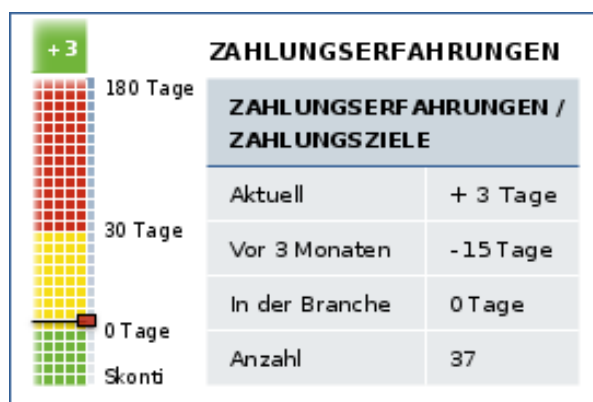 +3
180 Tage
30 Tage
0 Tage
Skonti
ZAHLUNGSERFAHRUNGEN
ZAHLUNGSERFAHRUNGEN /
ZAHLUNGSZIELE
Aktuell + 3 Tage
Vor 3 Monaten -15 Tage
In der Branche 0 Tage
Anzahl 37